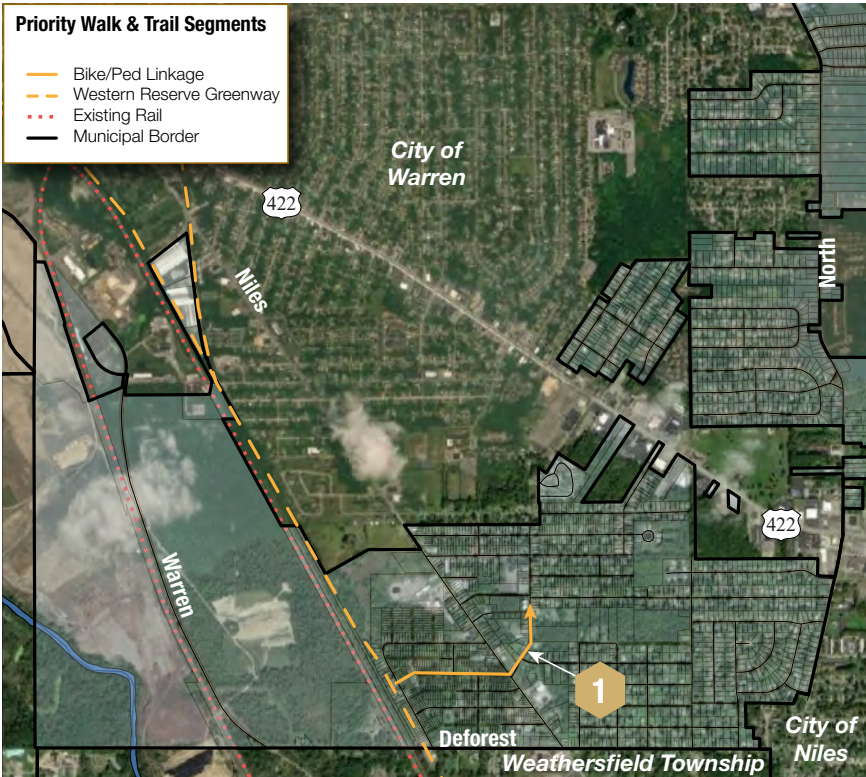 Priority Walk & Trail Segments
Bike/Ped Linkage
Western Reserve Greenway
Existing Rail
Municipal Border
City of
Warren
422
Niles
North
422
Warren
1
Deforest
City of
Niles
Weathersfield Township